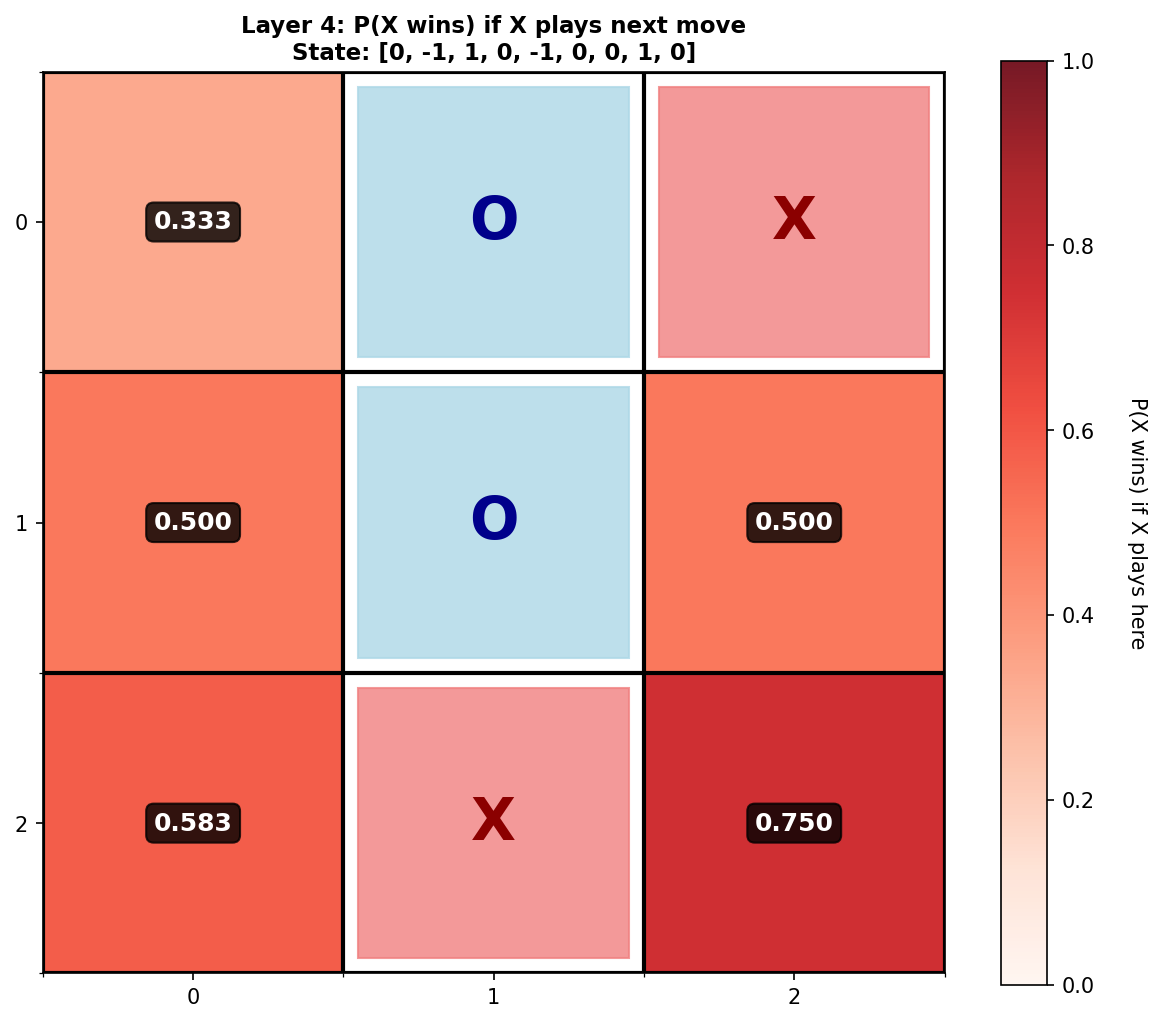 Layer 4: P(X wins) if X plays next move
State: [0, -1, 1, 0, -1, 0, 0, 1, 0]
0
0.333
O
X
1
0.500
O
0.500
2
0.583
X
0.750
0
1
2
1.0
0.8
0.6
0.4
0.2
0.0
P(X wins) if X plays here